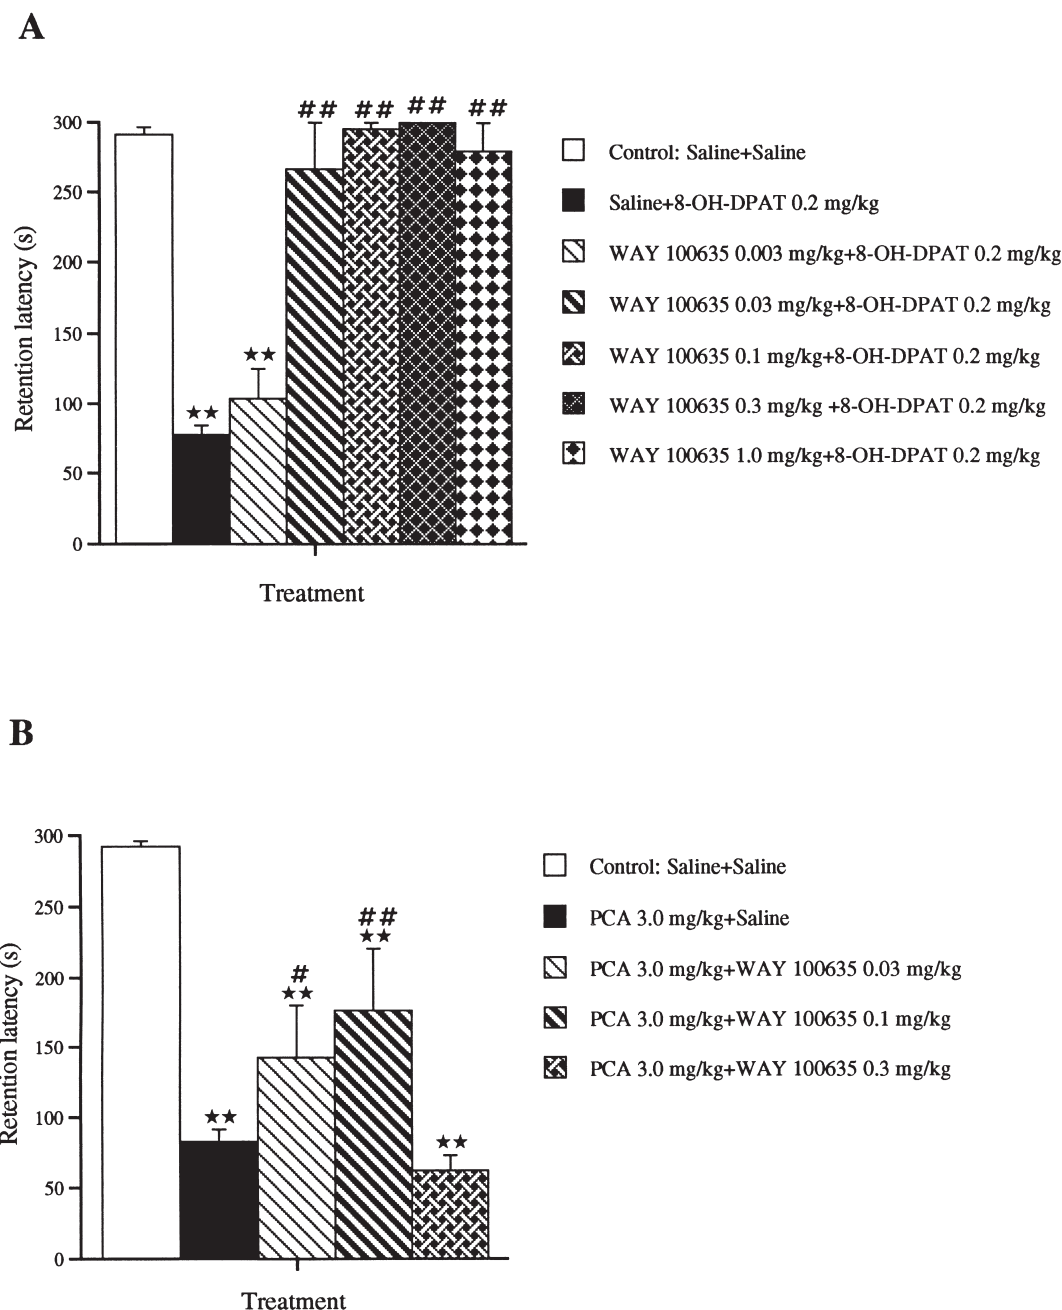 A
Retention latency (s)
300
250
200
150
100
50
0
★★
★★
##
##
##
##
Treatment
Control: Saline+Saline
Saline+8-OH-DPAT 0.2 mg/kg
WAY 100635 0.003 mg/kg+8-OH-DPAT 0.2 mg/kg
WAY 100635 0.03 mg/kg+8-OH-DPAT 0.2 mg/kg
WAY 100635 0.1 mg/kg+8-OH-DPAT 0.2 mg/kg
WAY 100635 0.3 mg/kg +8-OH-DPAT 0.2 mg/kg
WAY 100635 1.0 mg/kg+8-OH-DPAT 0.2 mg/kg
B
Retention latency (s)
300
250
200
150
100
50
0
★★
#
★★
##
★★
★★
Treatment
Control: Saline+Saline
PCA 3.0 mg/kg+Saline
PCA 3.0 mg/kg+WAY 100635 0.03 mg/kg
PCA 3.0 mg/kg+WAY 100635 0.1 mg/kg
PCA 3.0 mg/kg+WAY 100635 0.3 mg/kg